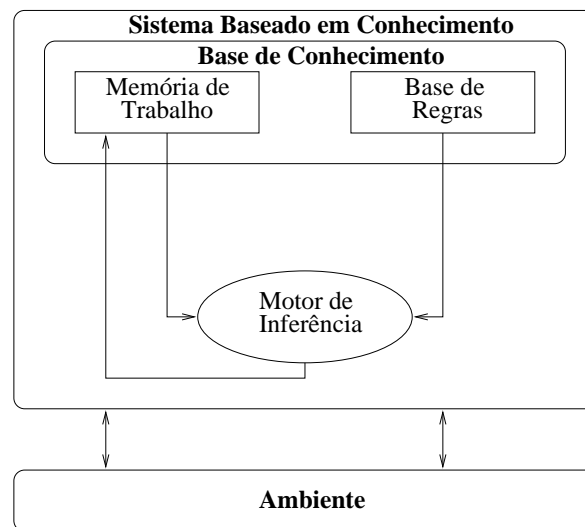 Sistema Baseado em Conhecimento
Base de Conhecimento
Memória de
Trabalho
Base de
Regras
Motor de
Inferência
Ambiente